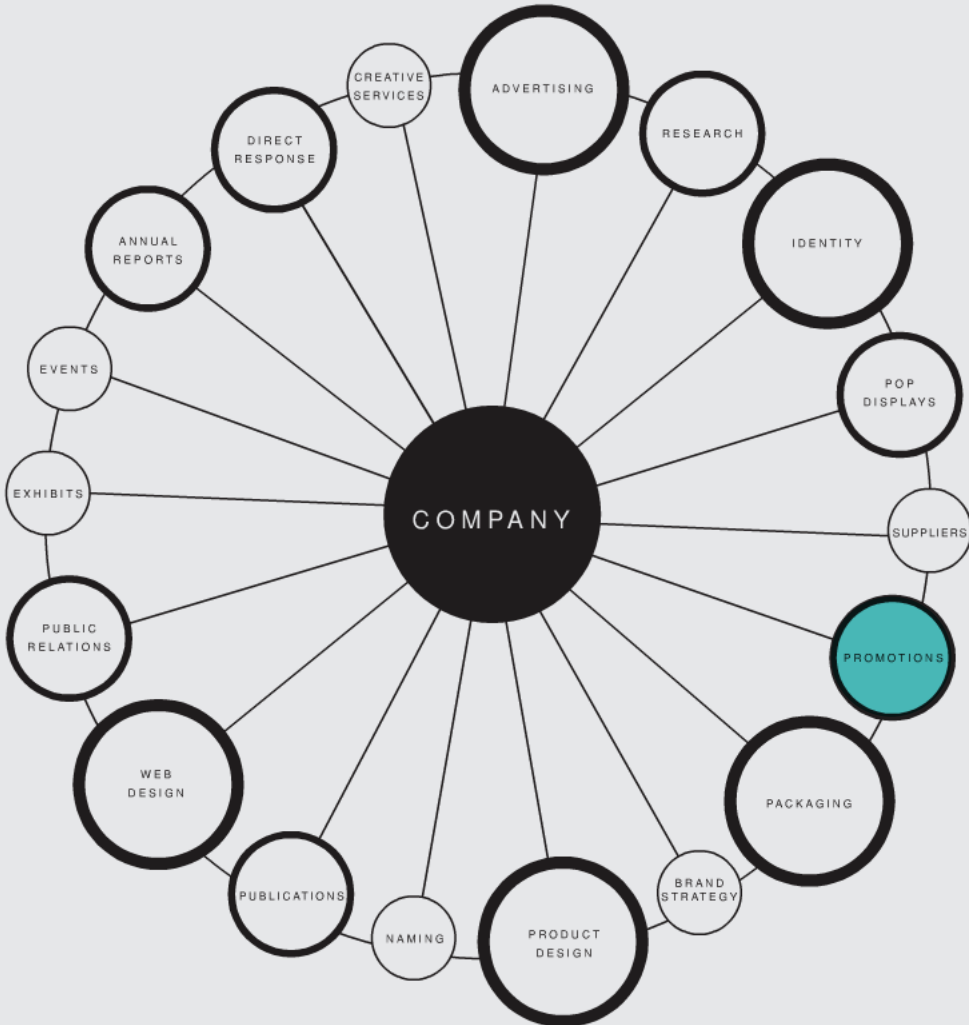 CREATIVE
SERVICES
ADVERTISING
RESEARCH
DIRECT
RESPONSE
IDENTITY
ANNUAL
REPORTS
EVENTS
POP
DISPLAYS
EXHIBITS
COMPANY
SUPPLIERS
PUBLIC
RELATIONS
PROMOTIONS
WEB
DESIGN
PACKAGING
PUBLICATIONS
BRAND
STRATEGY
NAMING
PRODUCT
DESIGN